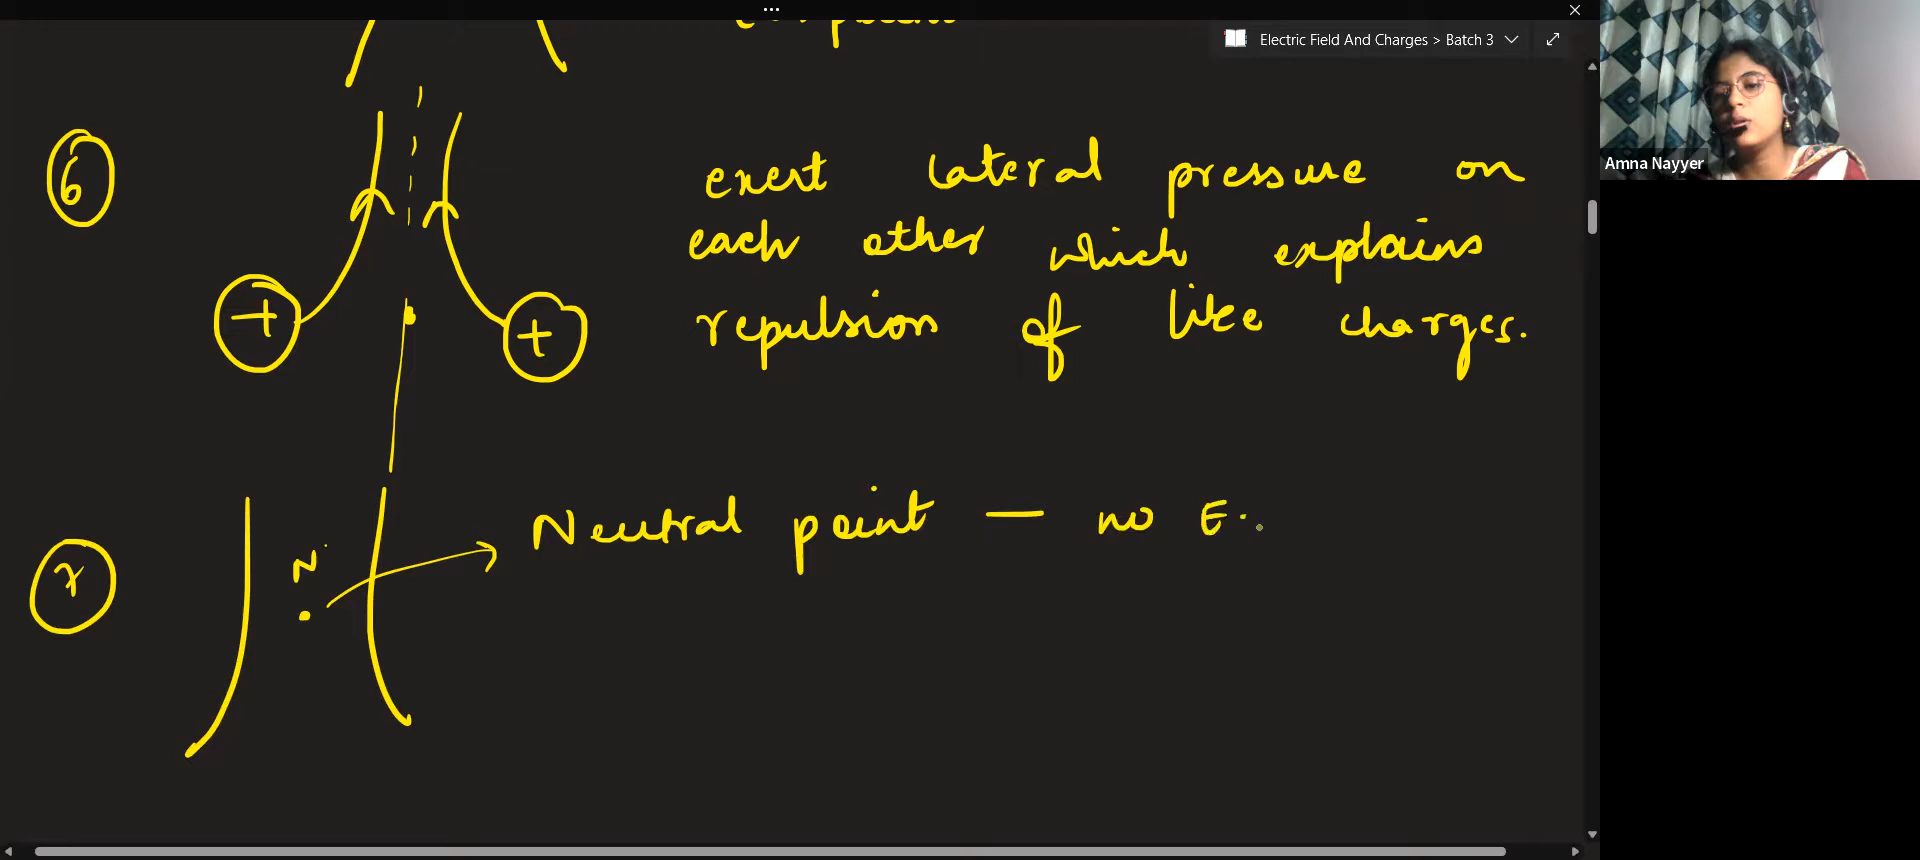 Electric Field And Charges > Batch 3
Amna Nayyer
6
exert lateral pressure on
each other which explains
repulsion of like charges.
+
+
7
N
Neutral point — no E.